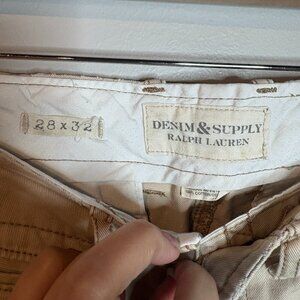 28 x 32
DENIM & SUPPLY
RALPH LAUREN